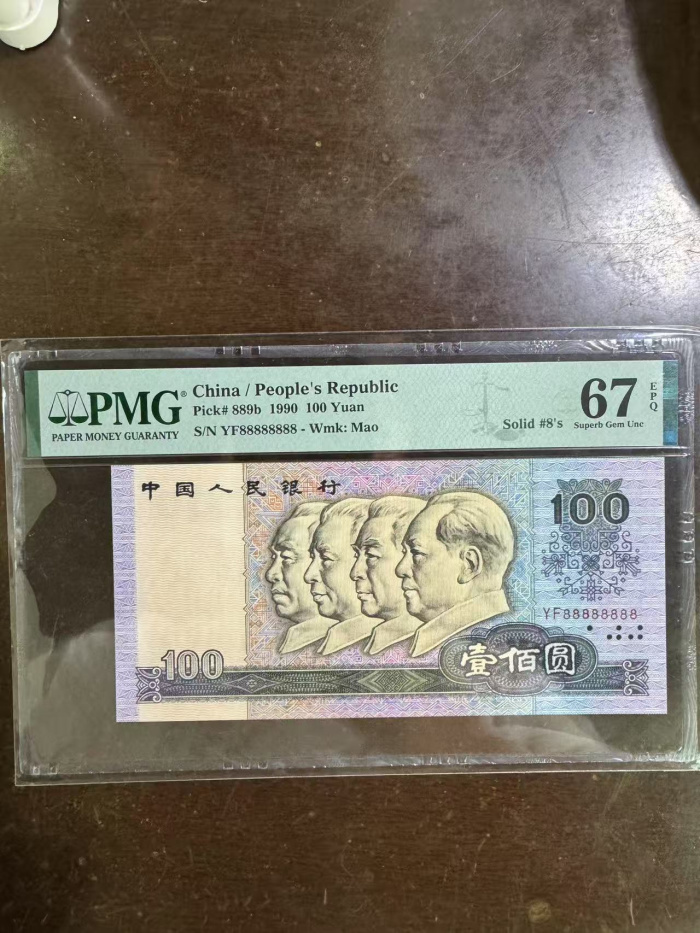 PMG®
PAPER MONEY GUARANTY
China / People's Republic
Pick# 889b 1990 100 Yuan
S/N YF88888888 - Wmk: Mao
Solid #8's
67
EPQ
Superb Gem Unc
中国人民银行
100
YF88888888
100
壹佰圆